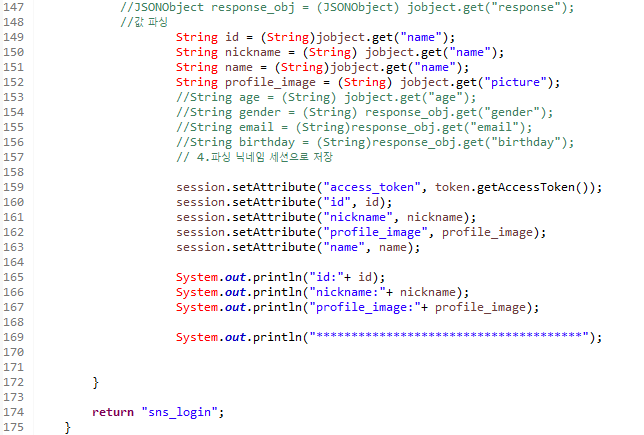 147 //JSONObject response_obj = (JSONObject) jobject.get("response");
148 //값 파싱
149 String id = (String)jobject.get("name");
150 String nickname = (String) jobject.get("name");
151 String name = (String)jobject.get("name");
152 String profile_image = (String) jobject.get("picture");
153 //String age = (String) jobject.get("age");
154 //String gender = (String) response_obj.get("gender");
155 //String email = (String)response_obj.get("email");
156 //String birthday = (String)response_obj.get("birthday");
157 // 4.파싱 닉네임 세션으로 저장
158
159 session.setAttribute("access_token", token.getAccessToken());
160 session.setAttribute("id", id);
161 session.setAttribute("nickname", nickname);
162 session.setAttribute("profile_image", profile_image);
163 session.setAttribute("name", name);
164
165 System.out.println("id:"+ id);
166 System.out.println("nickname:"+ nickname);
167 System.out.println("profile_image:"+ profile_image);
168
169 System.out.println("**************************************");
170
171
172 }
173
174 return "sns_login";
175 }